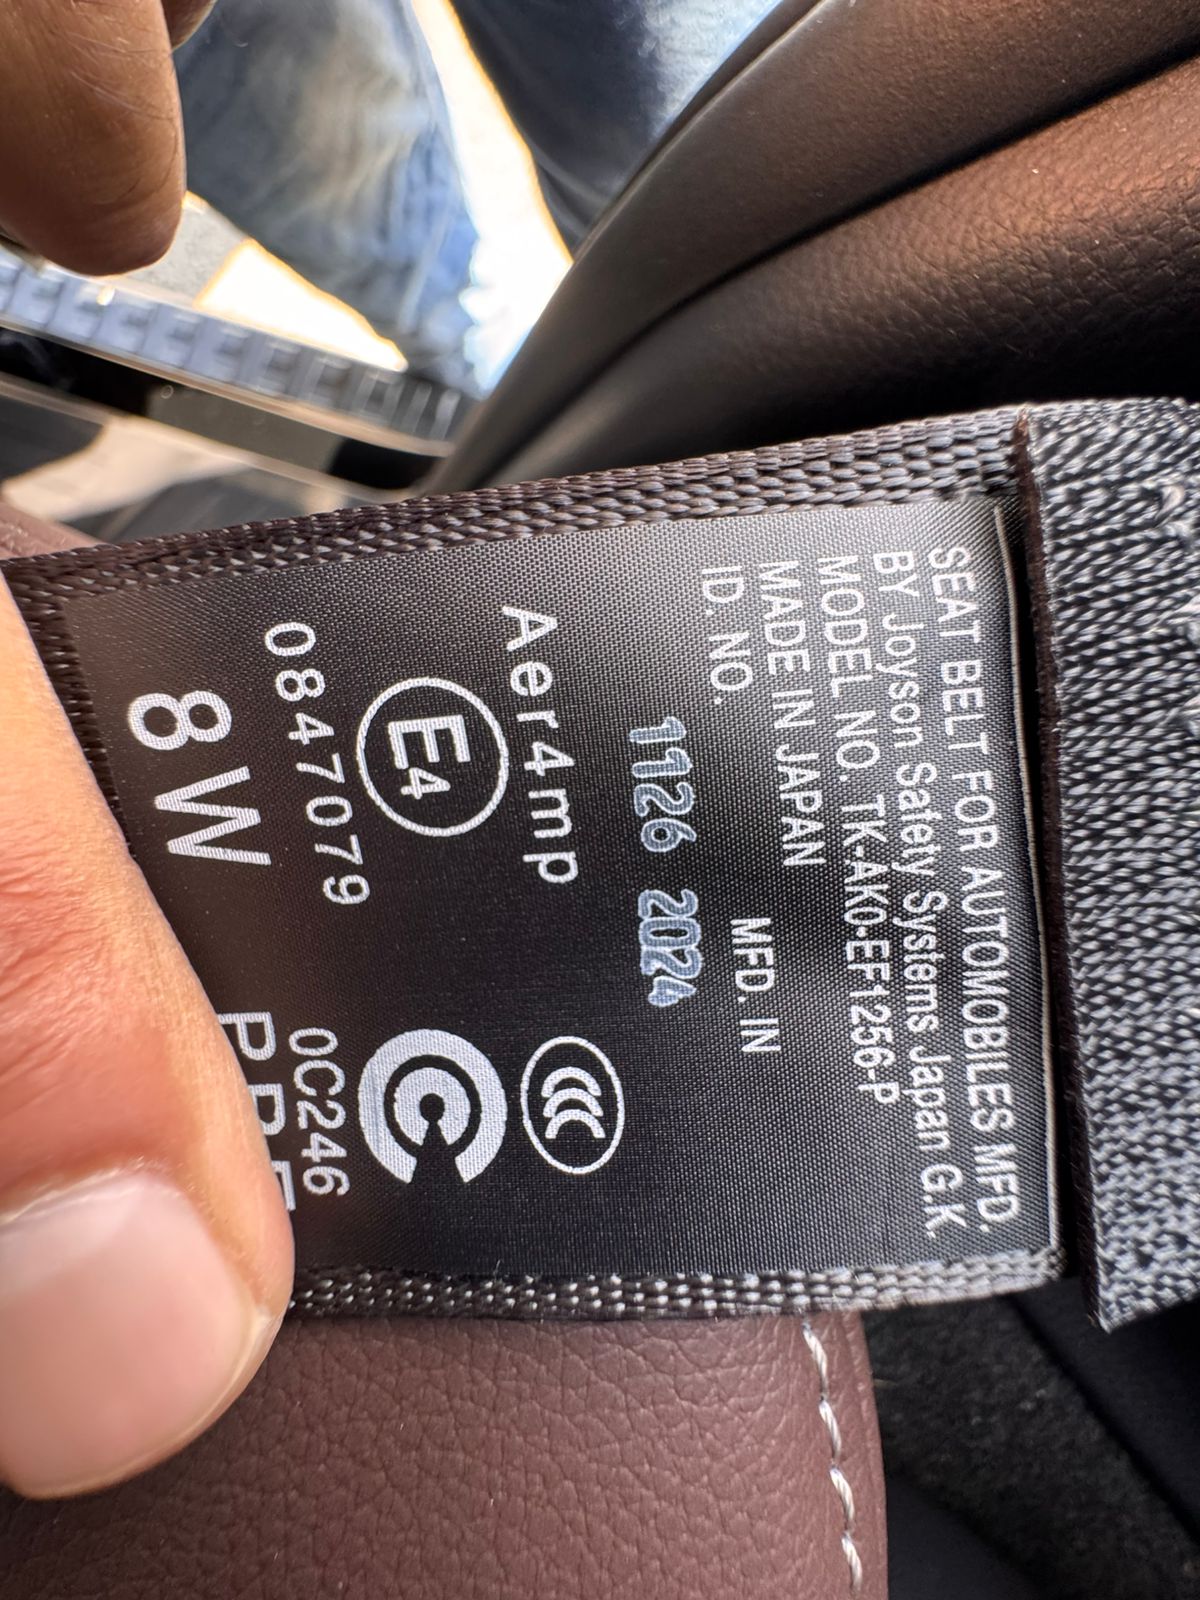 SEAT BELT FOR AUTOMOBILES MFD.
BY Joyson Safety Systems Japan G.K.
MODEL NO. TK-AK0-EF1256-P
MADE IN JAPAN MFD. IN
ID. NO. 1126 2024
Aer4mp CCC
E4 C
0847079 0C246
8W